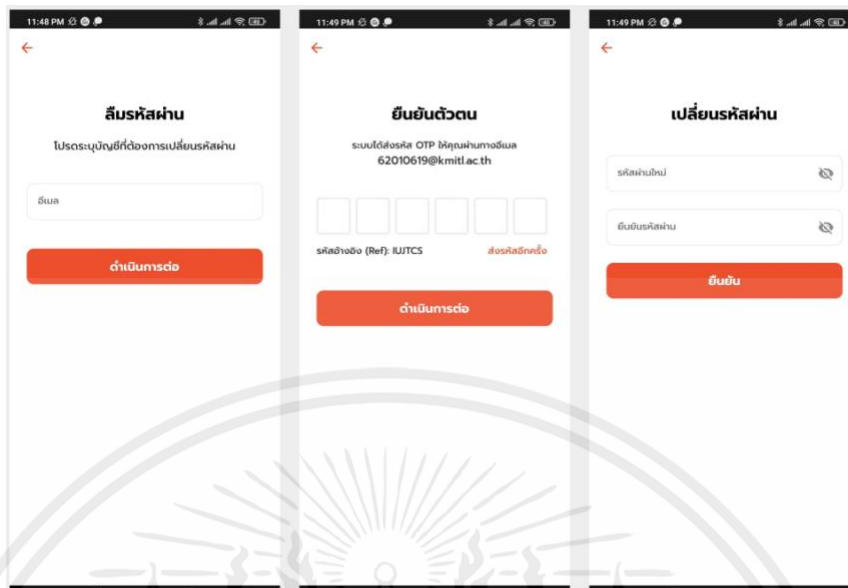 11:48 PM
ลืมรหัสผ่าน
โปรดระบุบัญชีที่ต้องการเปลี่ยนรหัสผ่าน
อีเมล
ดำเนินการต่อ
11:49 PM
ยืนยันตัวตน
ระบบได้ส่งรหัส OTP ให้คุณผ่านทางอีเมล
62010619@kmitl.ac.th
รหัสอ้างอิง (Ref): IUJTCS ส่งรหัสอีกครั้ง
ดำเนินการต่อ
11:49 PM
เปลี่ยนรหัสผ่าน
รหัสผ่านใหม่
ยืนยันรหัสผ่าน
ยืนยัน